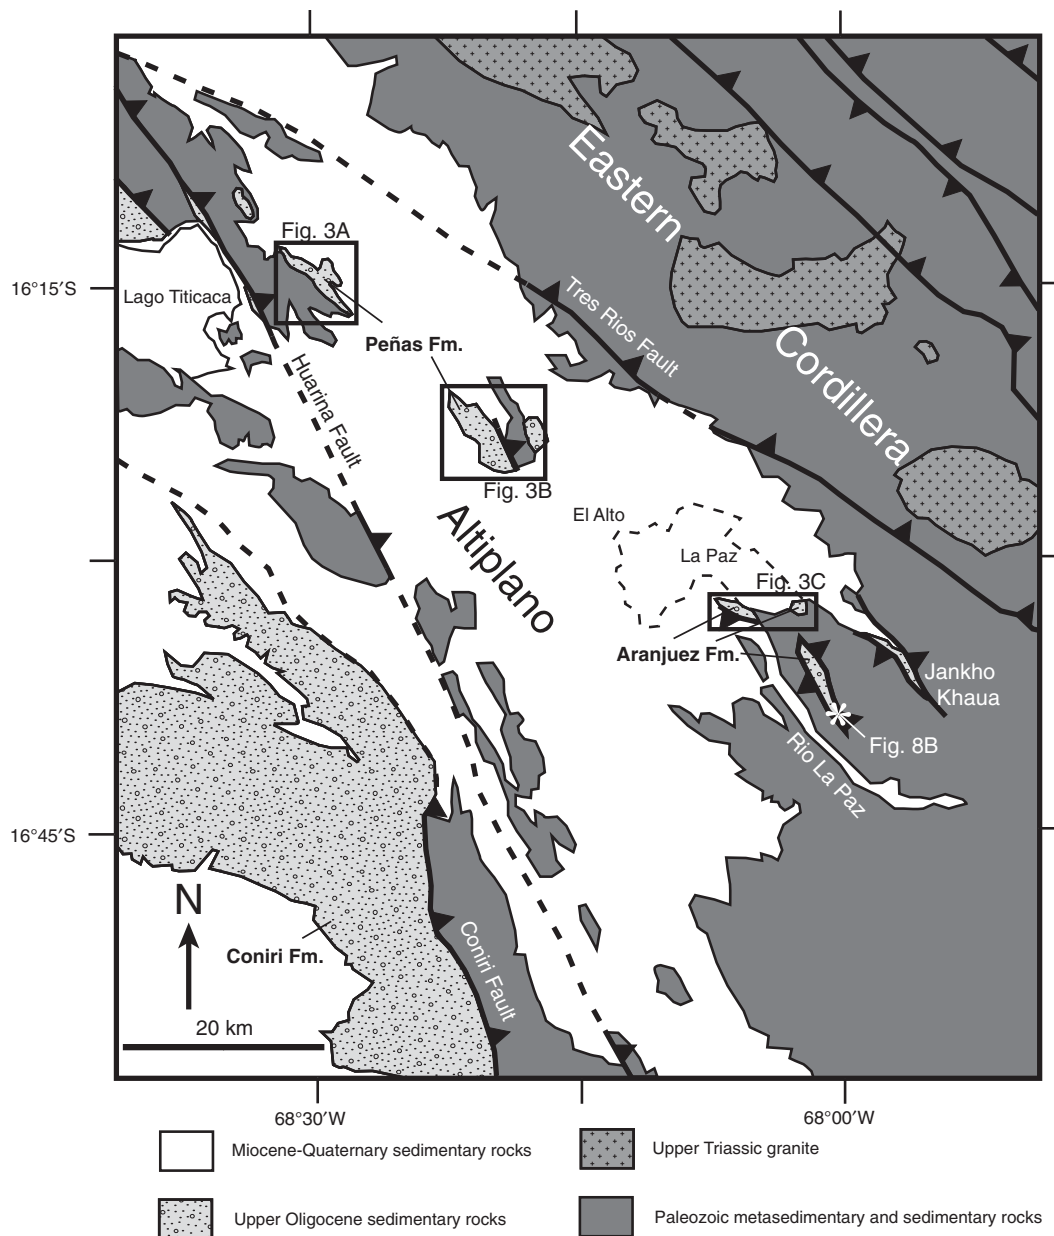 Eastern
Fig. 3A
16°15′S
Lago Titicaca
Tres Rios Fault
Peñas Fm.
Cordillera
Huarina Fault
Fig. 3B
Altiplano
El Alto
La Paz
Fig. 3C
Aranjuez Fm.
Jankho
Khaua
Fig. 8B
Rio La Paz
16°45′S
N
Coniri Fm.
Coniri Fault
20 km
68°30′W
68°00′W
Miocene-Quaternary sedimentary rocks
Upper Triassic granite
Upper Oligocene sedimentary rocks
Paleozoic metasedimentary and sedimentary rocks